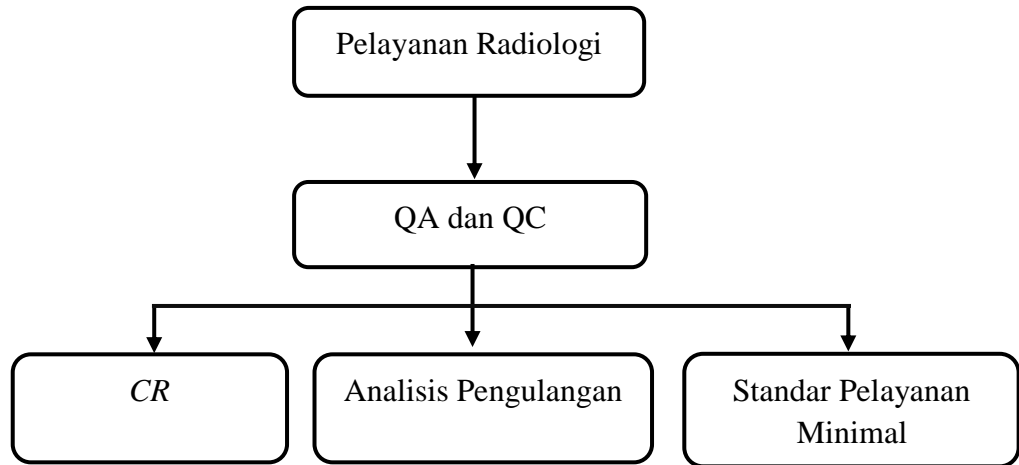 Pelayanan Radiologi
QA dan QC
CR
Analisis Pengulangan
Standar Pelayanan
Minimal